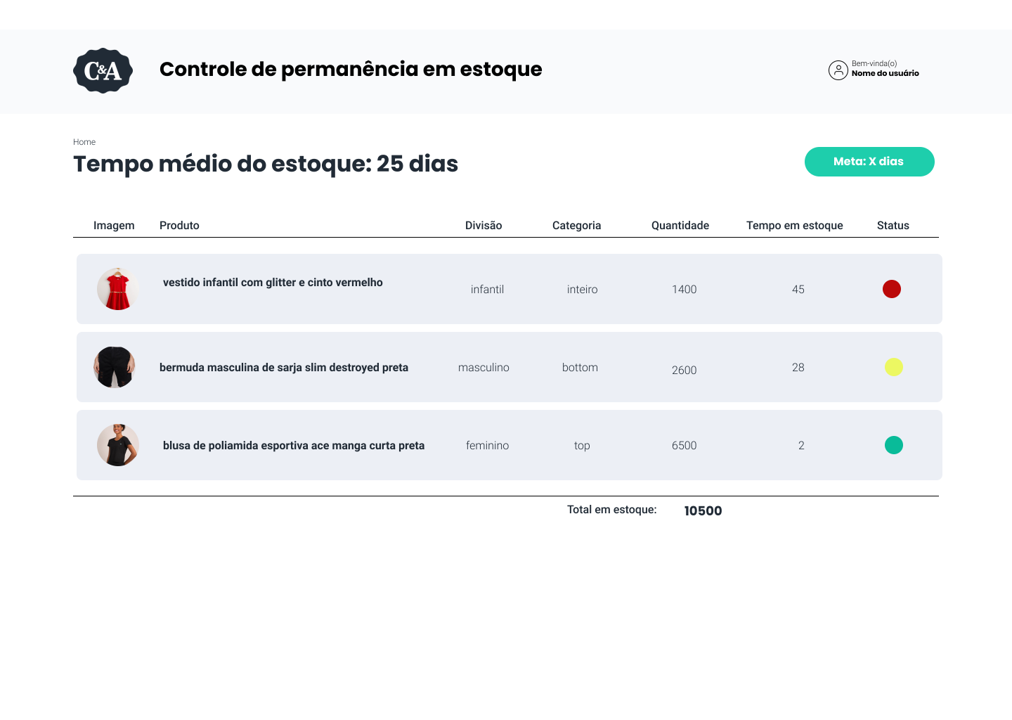 C&A
Controle de permanência em estoque
Bem-vinda(o)
Nome do usuário
Home
Tempo médio do estoque: 25 dias
Meta: X dias
Imagem Produto Divisão Categoria Quantidade Tempo em estoque Status
vestido infantil com glitter e cinto vermelho infantil inteiro 1400 45
bermuda masculina de sarja slim destroyed preta masculino bottom 2600 28
blusa de poliamida esportiva ace manga curta preta feminino top 6500 2
Total em estoque: 10500